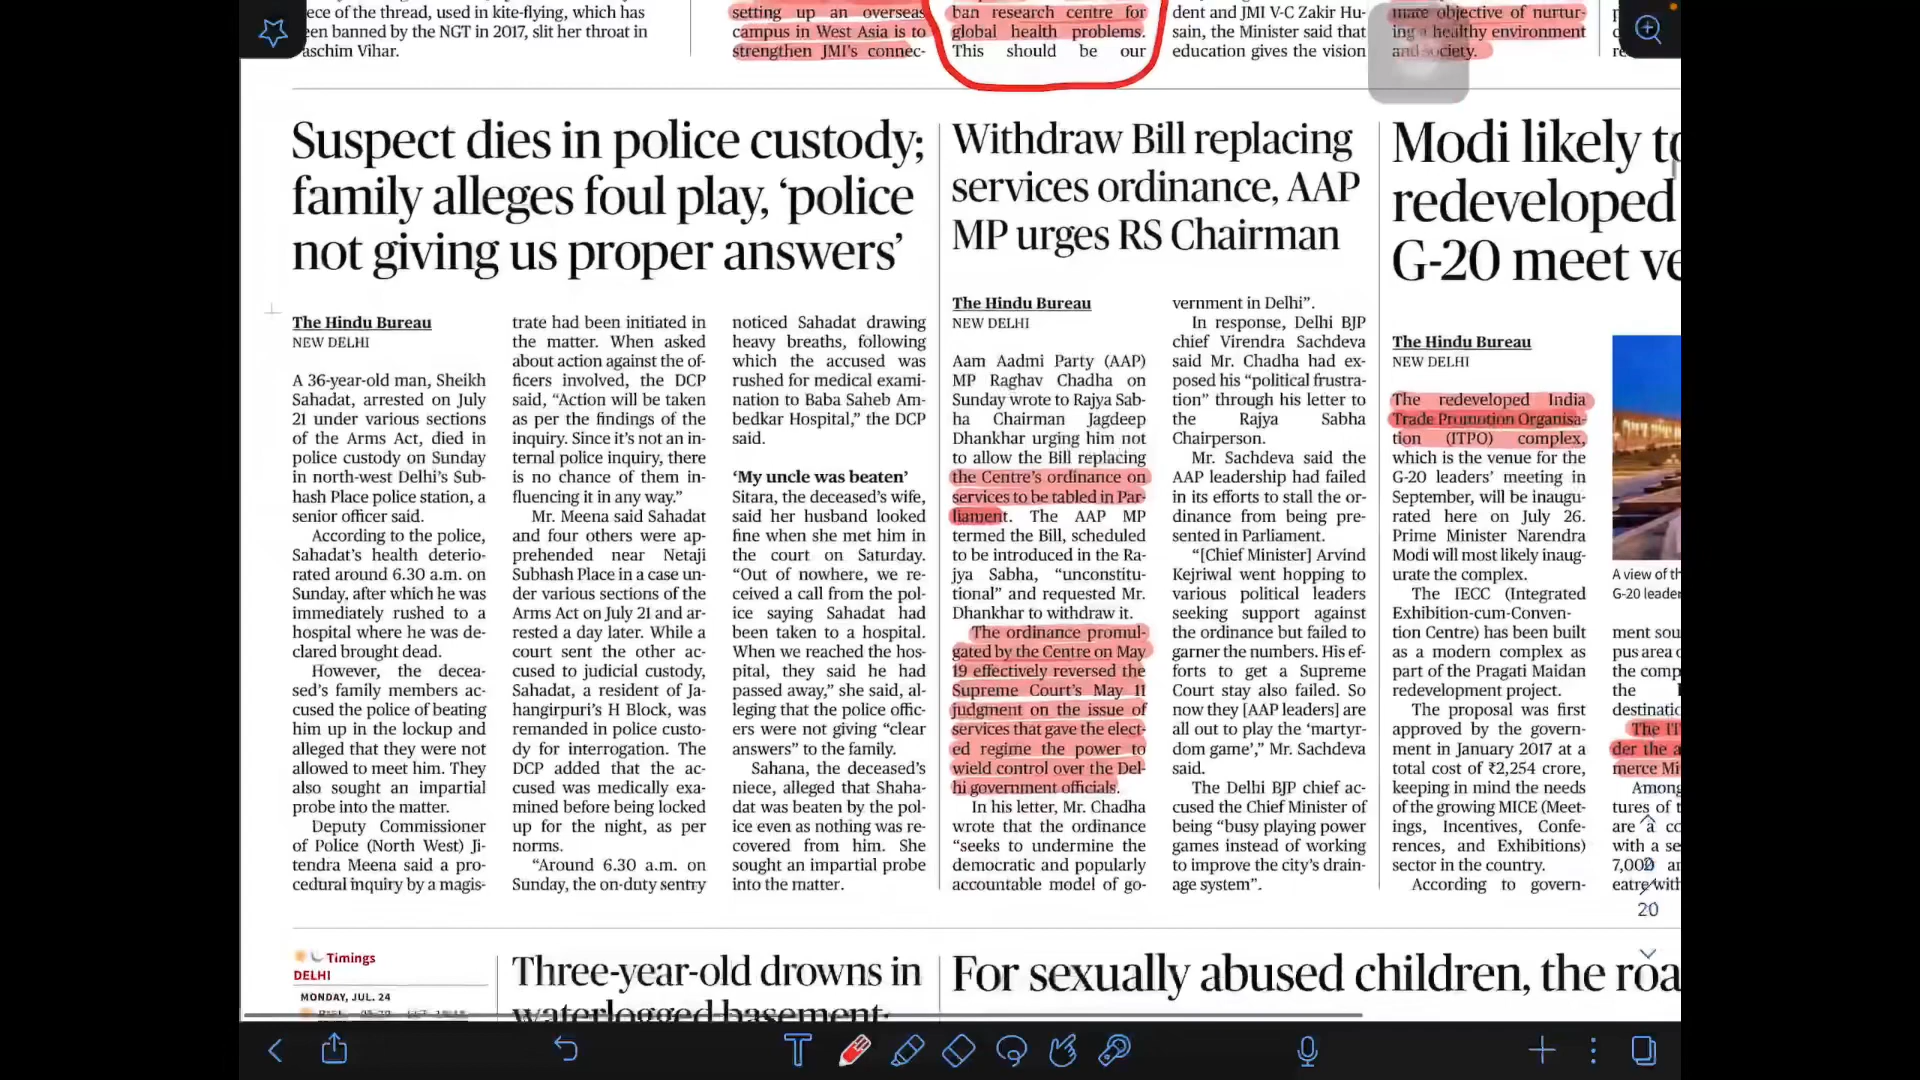 ece of the thread, used in kite-flying, which has
een banned by the NGT in 2017, slit her throat in
aschim Vihar.
setting up an overseas
campus in West Asia is to
strengthen JMI's connec-
ban research centre for
global health problems.
This should be our
dent and JMI V-C Zakir Hu-
sain, the Minister said that
education gives the vision
mate objective of nurtur-
ing a healthy environment
and society.
Suspect dies in police custody;
family alleges foul play, ‘police
not giving us proper answers’
The Hindu Bureau
NEW DELHI
A 36-year-old man, Sheikh
Sahadat, arrested on July
21 under various sections
of the Arms Act, died in
police custody on Sunday
in north-west Delhi's Sub-
hash Place police station, a
senior officer said.
According to the police,
Sahadat's health deterio-
rated around 6.30 a.m. on
Sunday, after which he was
immediately rushed to a
hospital where he was de-
clared brought dead.
However, the decea-
sed's family members ac-
cused the police of beating
him up in the lockup and
alleged that they were not
allowed to meet him. They
also sought an impartial
probe into the matter.
Deputy Commissioner
of Police (North West) Ji-
tendra Meena said a pro-
cedural inquiry by a magis-
trate had been initiated in
the matter. When asked
about action against the of-
ficers involved, the DCP
said, “Action will be taken
as per the findings of the
inquiry. Since it's not an in-
ternal police inquiry, there
is no chance of them in-
fluencing it in any way.”
Mr. Meena said Sahadat
and four others were ap-
prehended near Netaji
Subhash Place in a case un-
der various sections of the
Arms Act on July 21 and ar-
rested a day later. While a
court sent the other ac-
cused to judicial custody,
Sahadat, a resident of Ja-
hangirpuri's H Block, was
remanded in police custo-
dy for interrogation. The
DCP added that the ac-
cused was medically exa-
mined before being locked
up for the night, as per
norms.
“Around 6.30 a.m. on
Sunday, the on-duty sentry
noticed Sahadat drawing
heavy breaths, following
which the accused was
rushed for medical exami-
nation to Baba Saheb Am-
bedkar Hospital,” the DCP
said.
‘My uncle was beaten’
Sitara, the deceased's wife,
said her husband looked
fine when she met him in
the court on Saturday.
“Out of nowhere, we re-
ceived a call from the pol-
ice saying Sahadat had
been taken to a hospital.
When we reached the hos-
pital, they said he had
passed away,” she said, al-
leging that the police offic-
ers were not giving “clear
answers” to the family.
Sahana, the deceased's
niece, alleged that Shaha-
dat was beaten by the pol-
ice even as nothing was re-
covered from him. She
sought an impartial probe
into the matter.
Withdraw Bill replacing
services ordinance, AAP
MP urges RS Chairman
The Hindu Bureau
NEW DELHI
Aam Aadmi Party (AAP)
MP Raghav Chadha on
Sunday wrote to Rajya Sab-
ha Chairman Jagdeep
Dhankhar urging him not
to allow the Bill replacing
the Centre's ordinance on
services to be tabled in Par-
liament. The AAP MP
termed the Bill, scheduled
to be introduced in the Ra-
jya Sabha, “unconstitu-
tional” and requested Mr.
Dhankhar to withdraw it.
The ordinance promul-
gated by the Centre on May
19 effectively reversed the
Supreme Court's May 11
judgment on the issue of
services that gave the elect-
ed regime the power to
wield control over the Del-
hi government officials.
In his letter, Mr. Chadha
wrote that the ordinance
“seeks to undermine the
democratic and popularly
accountable model of go-
vernment in Delhi”.
In response, Delhi BJP
chief Virendra Sachdeva
said Mr. Chadha had ex-
posed his “political frustra-
tion” through his letter to
the Rajya Sabha
Chairperson.
Mr. Sachdeva said the
AAP leadership had failed
in its efforts to stall the or-
dinance from being pre-
sented in Parliament.
“[Chief Minister] Arvind
Kejriwal went hopping to
various political leaders
seeking support against
the ordinance but failed to
garner the numbers. His ef-
forts to get a Supreme
Court stay also failed. So
now they [AAP leaders] are
all out to play the ‘martyr-
dom game’,” Mr. Sachdeva
said.
The Delhi BJP chief ac-
cused the Chief Minister of
being “busy playing power
games instead of working
to improve the city's drain-
age system”.
Modi likely to
redeveloped
G-20 meet ve
The Hindu Bureau
NEW DELHI
The redeveloped India
Trade Promotion Organisa-
tion (ITPO) complex,
which is the venue for the
G-20 leaders' meeting in
September, will be inaugu-
rated here on July 26.
Prime Minister Narendra
Modi will most likely inaug-
urate the complex.
The IECC (Integrated
Exhibition-cum-Conven-
tion Centre) has been built
as a modern complex as
part of the Pragati Maidan
redevelopment project.
The proposal was first
approved by the govern-
ment in January 2017 at a
total cost of ₹2,254 crore,
keeping in mind the needs
of the growing MICE (Meet-
ings, Incentives, Confe-
rences, and Exhibitions)
sector in the country.
According to govern-
A view of th
G-20 leader
ment sou
pus area o
the comp
the
destinatio
The IT
der the a
merce Mi
Among
tures of t
are a co
with a se
7,000 an
eatre with
20
Timings
DELHI
MONDAY, JUL. 24
Three-year-old drowns in
waterlogged basement;
For sexually abused children, the roa